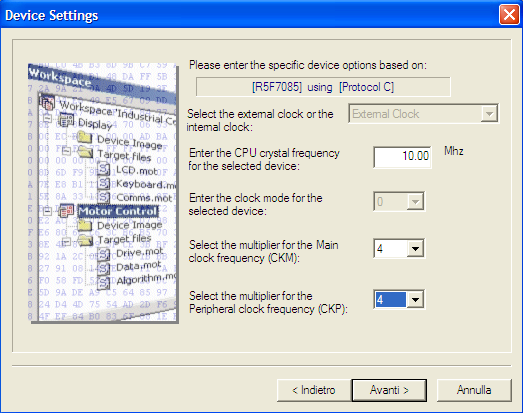 Device Settings
Please enter the specific device options based on:
[R5F7085] using [Protocol C]
Select the external clock or the
internal clock:
External Clock
Enter the CPU crystal frequency
for the selected device:
10.00
Mhz
Enter the clock mode for the
selected device:
0
Select the multiplier for the Main
clock frequency (CKM):
4
Select the multiplier for the
Peripheral clock frequency (CKP):
4
Workspace
Workspace 'Industrial Co
Display
Device Image
Target files
LCD.mot
Keyboard.mo
Comms.mot
Motor Control
Device Image
Target files
Drive.mot
Data.mot
Algorithm.mo
< Indietro
Avanti >
Annulla